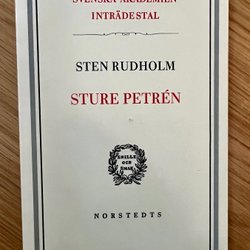 SVENSKA AKADEMIEN
INTRÄDESTAL
STEN RUDHOLM
STURE PETRÉN
SNILLE
OCH
SMAK
NORSTEDTS